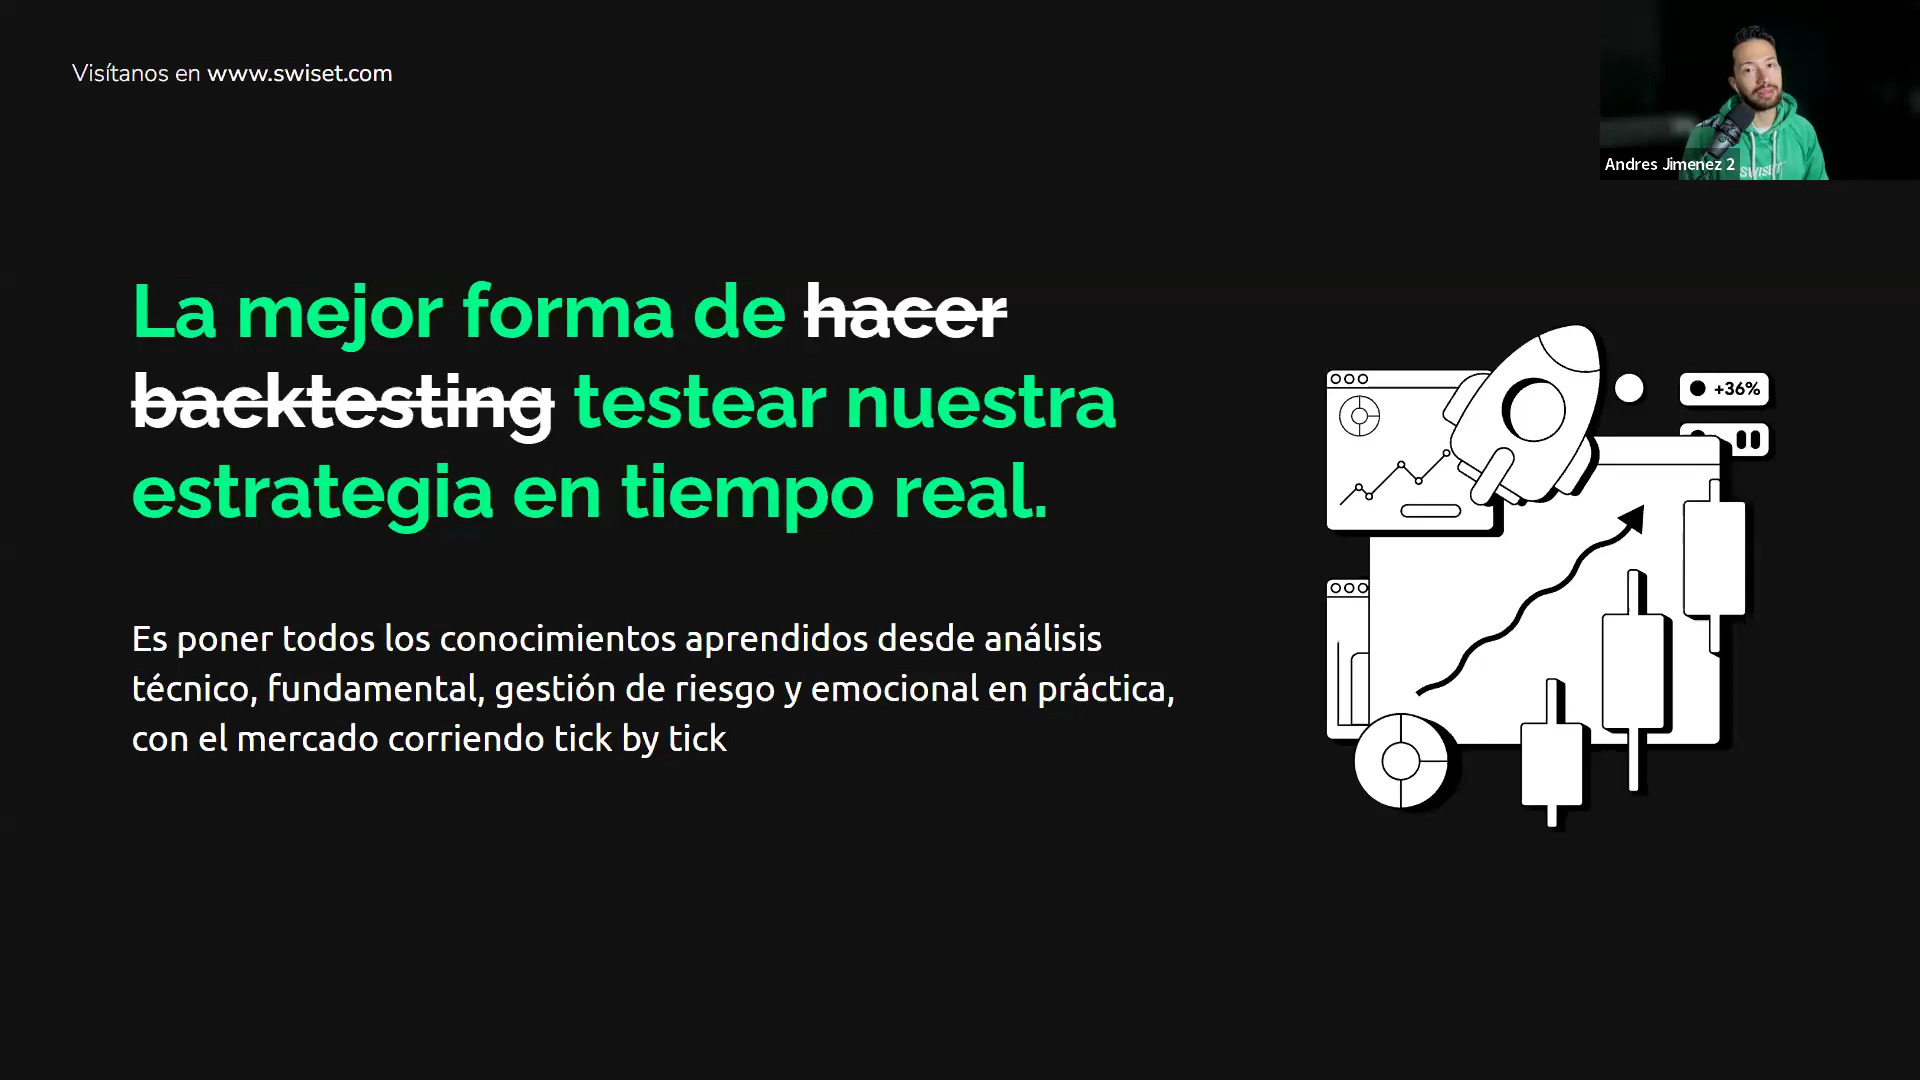 Visítanos en www.swiset.com
Andres Jimenez 2
SWISET
La mejor forma de hacer
backtesting testear nuestra
estrategia en tiempo real.
+36%
Es poner todos los conocimientos aprendidos desde análisis
técnico, fundamental, gestión de riesgo y emocional en práctica,
con el mercado corriendo tick by tick